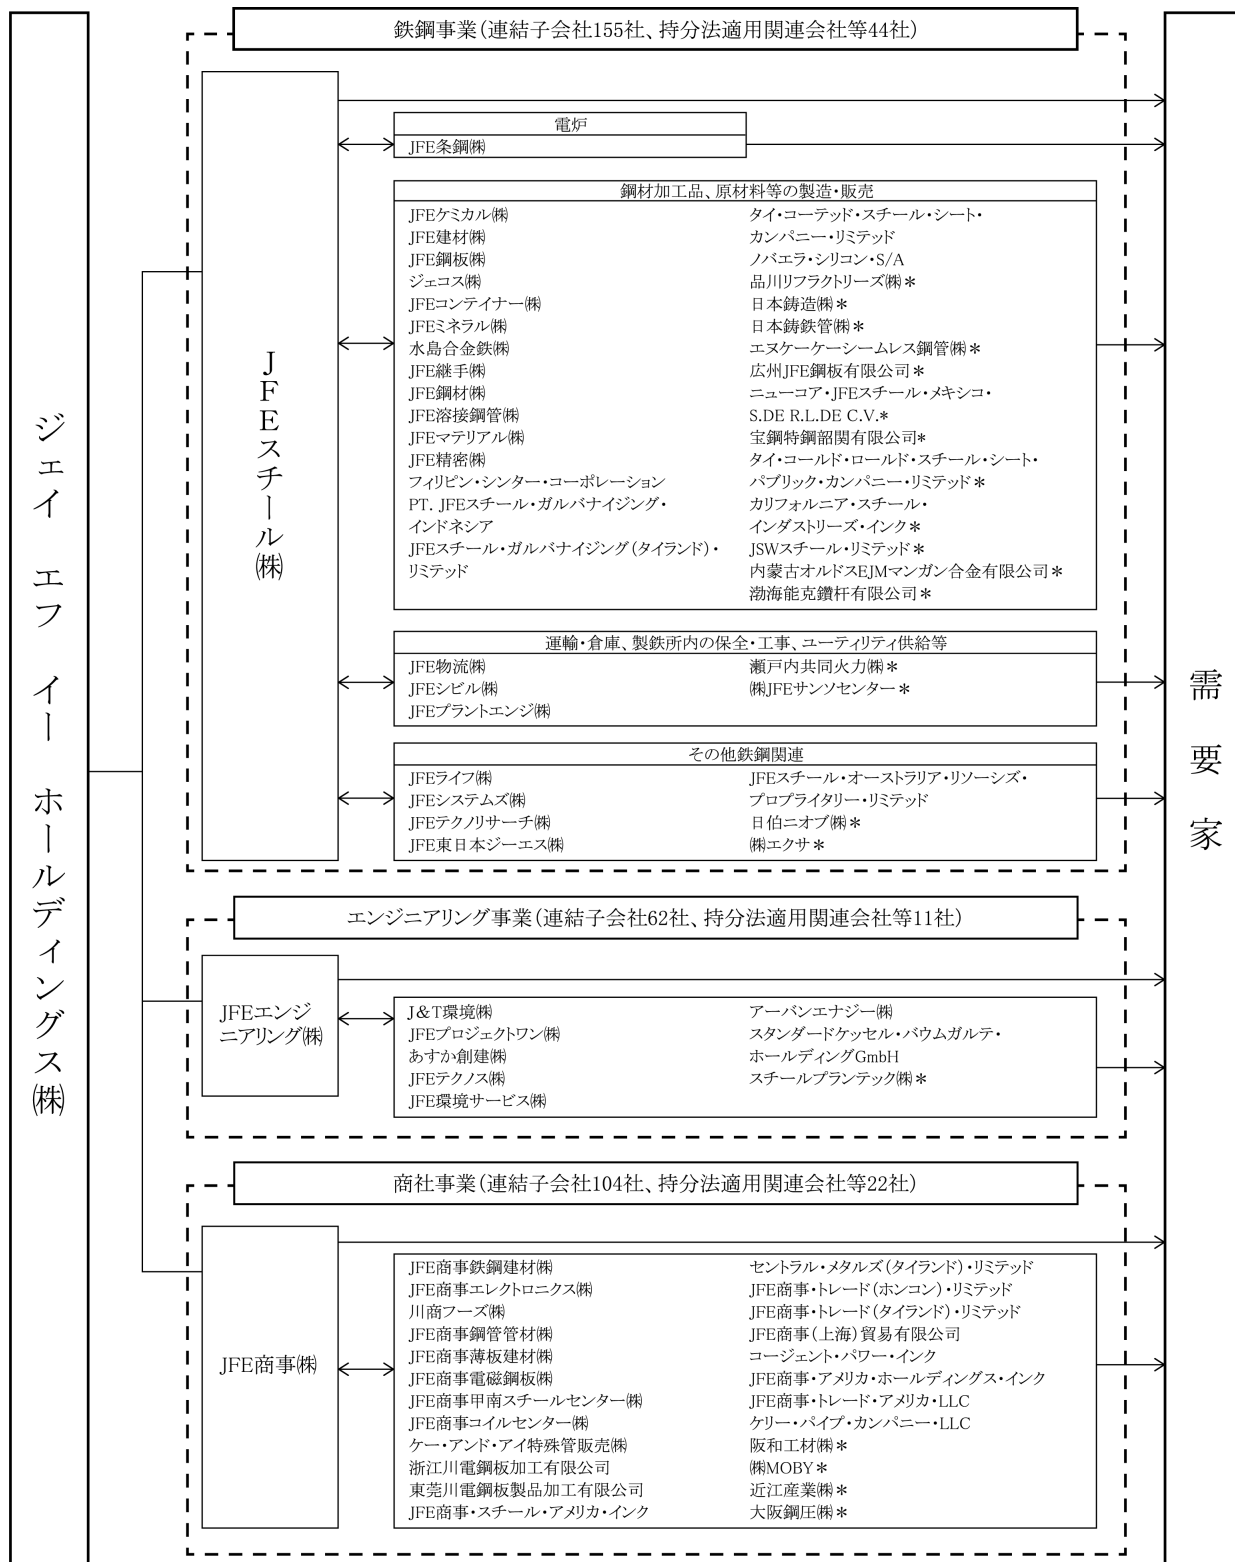 ジェイ エフ イー ホールディングス㈱
鉄鋼事業(連結子会社155社、持分法適用関連会社等44社)
JFEスチール㈱
電炉
JFE条鋼㈱
鋼材加工品、原材料等の製造・販売
JFEケミカル㈱
JFE建材㈱
JFE鋼板㈱
ジェコス㈱
JFEコンテイナー㈱
JFEミネラル㈱
水島合金鉄㈱
JFE継手㈱
JFE鋼材㈱
JFE溶接鋼管㈱
JFEマテリアル㈱
JFE精密㈱
フィリピン・シンター・コーポレーション
PT. JFEスチール・ガルバナイジング・
インドネシア
JFEスチール・ガルバナイジング(タイランド)・
リミテッド
タイ・コーテッド・スチール・シート・
カンパニー・リミテッド
ノバエラ・シリコン・S/A
品川リフラクトリーズ㈱＊
日本鋳造㈱＊
日本鋳鉄管㈱＊
エヌケーケーシームレス鋼管㈱＊
広州JFE鋼板有限公司＊
ニューコア・JFEスチール・メキシコ・
S.DE R.L.DE C.V.*
宝鋼特鋼韶関有限公司*
タイ・コールド・ロールド・スチール・シート・
パブリック・カンパニー・リミテッド＊
カリフォルニア・スチール・
インダストリーズ・インク＊
JSWスチール・リミテッド＊
内蒙古オルドスEJMマンガン合金有限公司＊
渤海能克鑽杆有限公司＊
運輸・倉庫、製鉄所内の保全・工事、ユーティリティ供給等
JFE物流㈱
JFEシビル㈱
JFEプラントエンジ㈱
瀬戸内共同火力㈱＊
㈱JFEサンソセンター＊
その他鉄鋼関連
JFEライフ㈱
JFEシステムズ㈱
JFEテクノリサーチ㈱
JFE東日本ジーエス㈱
JFEスチール・オーストラリア・リソーシズ・
プロプライタリー・リミテッド
日伯ニオブ㈱＊
㈱エクサ＊
エンジニアリング事業(連結子会社62社、持分法適用関連会社等11社)
JFEエンジ
ニアリング㈱
J&T環境㈱
JFEプロジェクトワン㈱
あすか創建㈱
JFEテクノス㈱
JFE環境サービス㈱
アーバンエナジー㈱
スタンダードケッセル・バウムガルテ・
ホールディングGmbH
スチールプランテック㈱＊
商社事業(連結子会社104社、持分法適用関連会社等22社)
JFE商事㈱
JFE商事鉄鋼建材㈱
JFE商事エレクトロニクス㈱
川商フーズ㈱
JFE商事鋼管管材㈱
JFE商事薄板建材㈱
JFE商事電磁鋼板㈱
JFE商事甲南スチールセンター㈱
JFE商事コイルセンター㈱
ケー・アンド・アイ特殊管販売㈱
浙江川電鋼板加工有限公司
東莞川電鋼板製品加工有限公司
JFE商事・スチール・アメリカ・インク
セントラル・メタルズ(タイランド)・リミテッド
JFE商事・トレード(ホンコン)・リミテッド
JFE商事・トレード(タイランド)・リミテッド
JFE商事(上海)貿易有限公司
コージェント・パワー・インク
JFE商事・アメリカ・ホールディングス・インク
JFE商事・トレード・アメリカ・LLC
ケリー・パイプ・カンパニー・LLC
阪和工材㈱＊
㈱MOBY＊
近江産業㈱＊
大阪鋼圧㈱＊
需要家